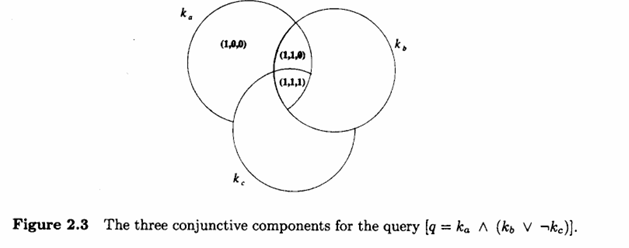 k_a
(1,0,0)
k_b
(1,1,0)
(1,1,1)
k_c
Figure 2.3 The three conjunctive components for the query [q = k_a ∧ (k_b ∨ ¬k_c)].